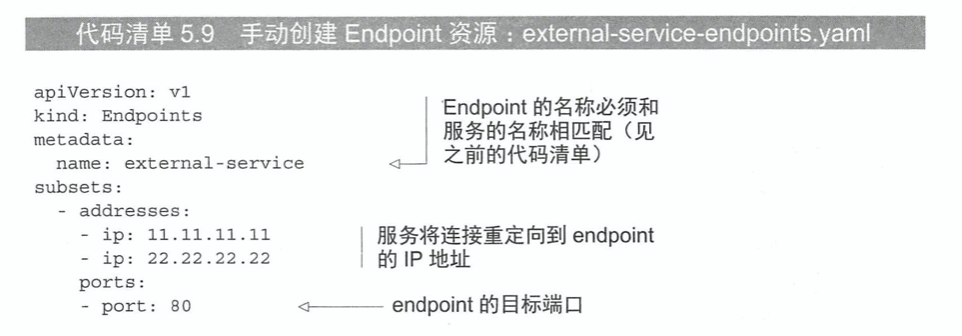 代码清单 5.9 手动创建 Endpoint 资源：external-service-endpoints.yaml
apiVersion: v1
kind: Endpoints
metadata:
  name: external-service
Endpoint 的名称必须和
服务的名称相匹配（见
之前的代码清单）
subsets:
  - addresses:
    - ip: 11.11.11.11
    - ip: 22.22.22.22
服务将连接重定向到 endpoint
的 IP 地址
    ports:
    - port: 80
endpoint 的目标端口